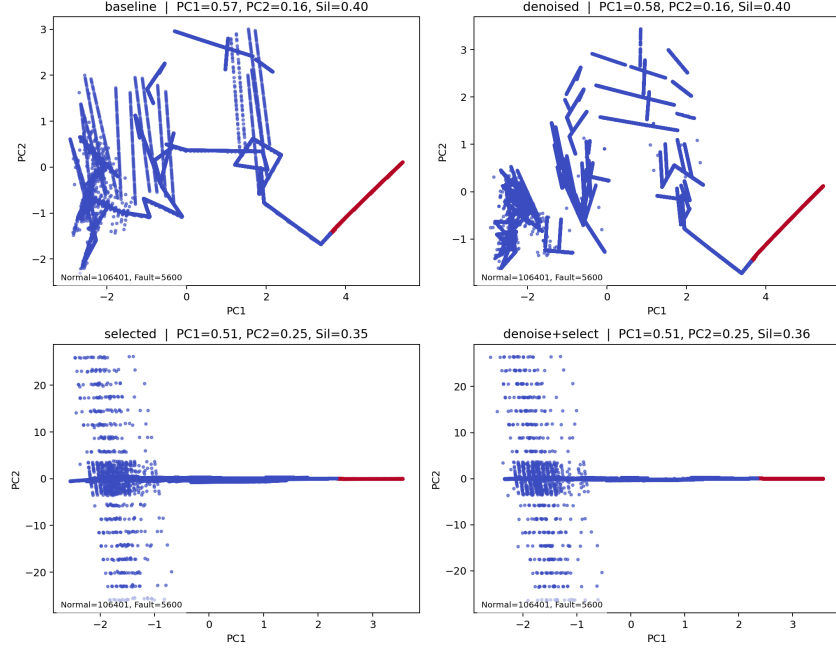 baseline | PC1=0.57, PC2=0.16, Sil=0.40
3
2
1
0
−1
−2
PC2
Normal=106401, Fault=5600
−2
0
2
4
PC1
denoised | PC1=0.58, PC2=0.16, Sil=0.40
3
2
1
0
−1
PC2
Normal=106401, Fault=5600
−2
0
2
4
PC1
selected | PC1=0.51, PC2=0.25, Sil=0.35
20
10
0
−10
−20
PC2
Normal=106401, Fault=5600
−2
−1
0
1
2
3
PC1
denoise+select | PC1=0.51, PC2=0.25, Sil=0.36
20
10
0
−10
−20
PC2
Normal=106401, Fault=5600
−2
−1
0
1
2
3
PC1